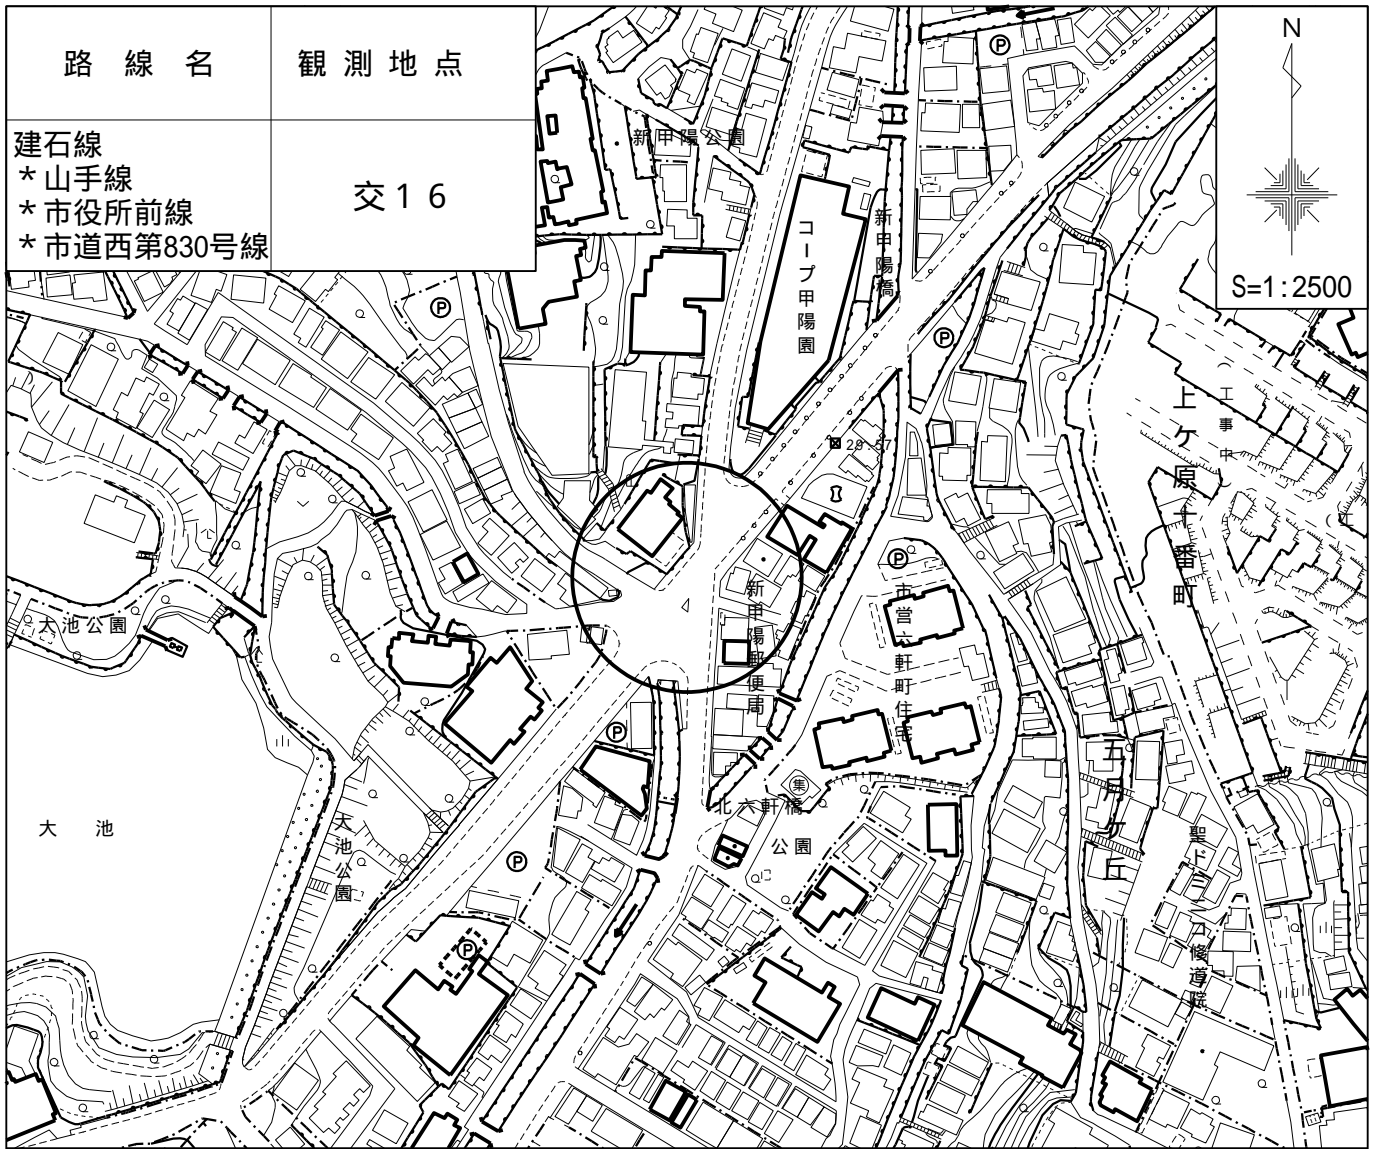 路線名
観測地点
建石線
＊山手線
＊市役所前線
＊市道西第830号線
交１６
N
S=1:2500
新甲陽公園
コープ甲陽園
新甲陽橋
P
P
P
29.57
上ケ原十番町
工事中
大池公園
新甲陽郵便局
P
市営六軒町住宅
P
五月ケ丘
集
北六軒橋
公園
大池
大池公園
P
聖ドミニコ修道院
P